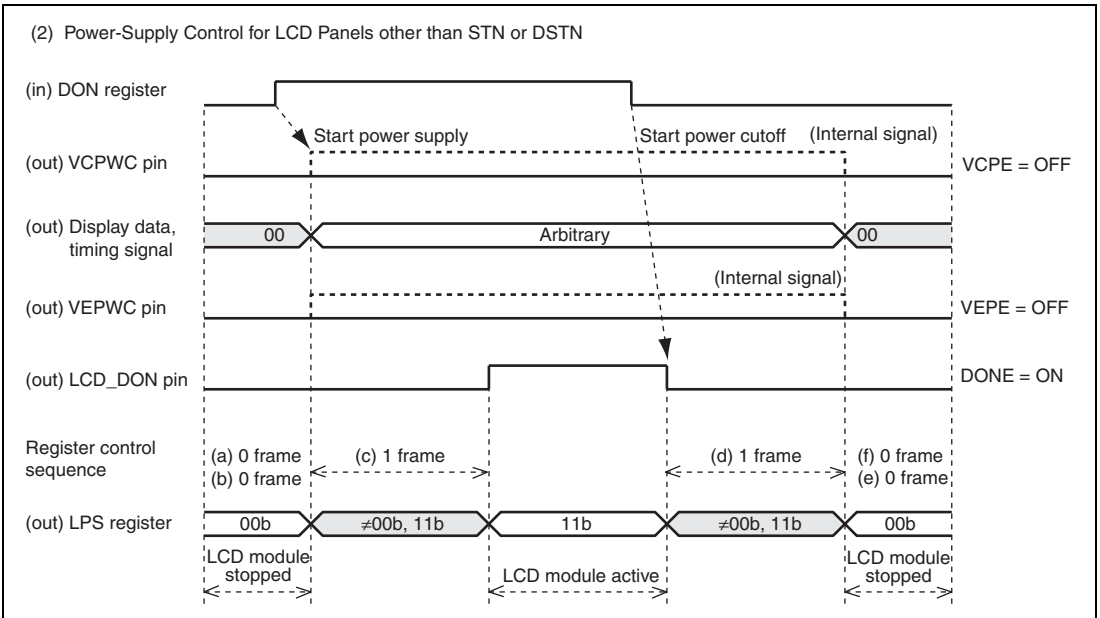 (2) Power-Supply Control for LCD Panels other than STN or DSTN
(in) DON register
Start power supply
Start power cutoff
(Internal signal)
(out) VCPWC pin
VCPE = OFF
(out) Display data,
timing signal
00
Arbitrary
00
(Internal signal)
(out) VEPWC pin
VEPE = OFF
(out) LCD_DON pin
DONE = ON
Register control
sequence
(a) 0 frame
(b) 0 frame
(c) 1 frame
(d) 1 frame
(f) 0 frame
(e) 0 frame
(out) LPS register
00b
≠00b, 11b
11b
≠00b, 11b
00b
LCD module
stopped
LCD module active
LCD module
stopped